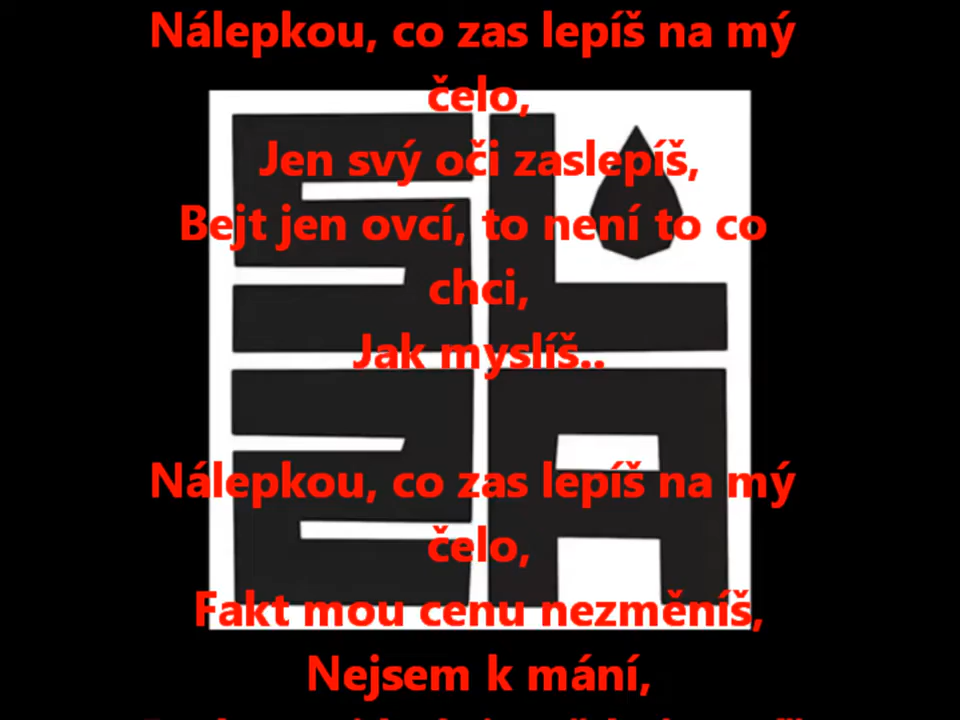 Nálepkou, co zas lepíš na mý
čelo,
Jen svý oči zaslepíš,
Bejt jen ovcí, to není to co
chci,
Jak myslíš..
Nálepkou, co zas lepíš na mý
čelo,
Fakt mou cenu nezměníš,
Nejsem k mání,
SLZA